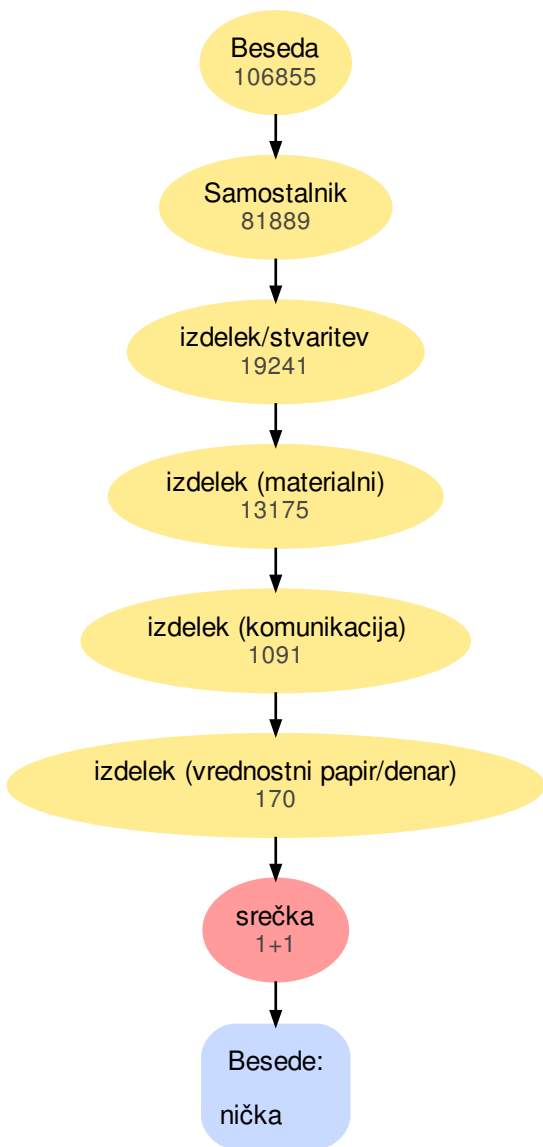 Beseda
106855
Samostalnik
81889
izdelek/stvaritev
19241
izdelek (materialni)
13175
izdelek (komunikacija)
1091
izdelek (vrednostni papir/denar)
170
srečka
1+1
Besede:
nička